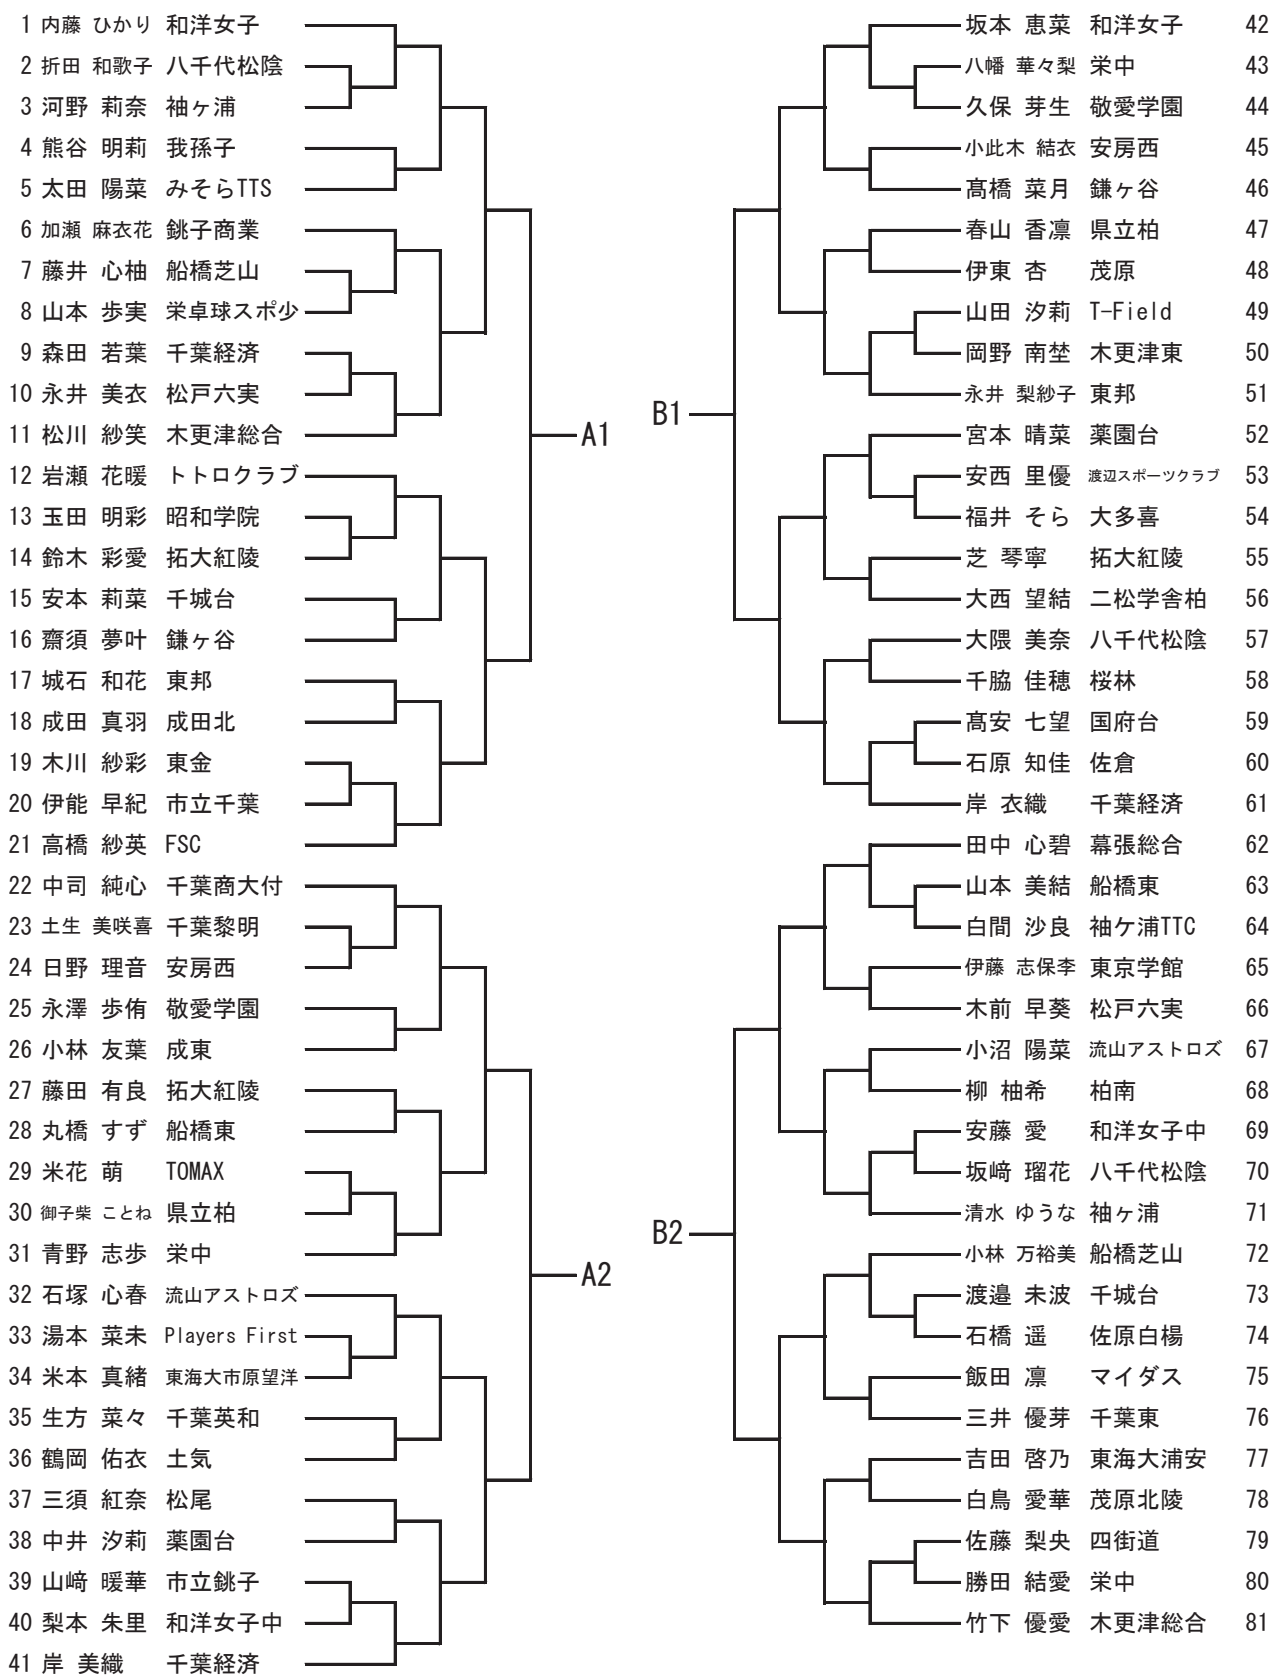 1 内藤 ひかり 和洋女子
2 折田 和歌子 八千代松陰
3 河野 莉奈 袖ヶ浦
4 熊谷 明莉 我孫子
5 太田 陽菜 みそらTTS
6 加瀬 麻衣花 銚子商業
7 藤井 心柚 船橋芝山
8 山本 歩実 栄卓球スポ少
9 森田 若葉 千葉経済
10 永井 美衣 松戸六実
11 松川 紗笑 木更津総合
12 岩瀬 花暖 トトロクラブ
13 玉田 明彩 昭和学院
14 鈴木 彩愛 拓大紅陵
15 安本 莉菜 千城台
16 齋須 夢叶 鎌ヶ谷
17 城石 和花 東邦
18 成田 真羽 成田北
19 木川 紗彩 東金
20 伊能 早紀 市立千葉
21 高橋 紗英 FSC
22 中司 純心 千葉商大付
23 土生 美咲喜 千葉黎明
24 日野 理音 安房西
25 永澤 歩侑 敬愛学園
26 小林 友葉 成東
27 藤田 有良 拓大紅陵
28 丸橋 すず 船橋東
29 米花 萌 TOMAX
30 御子柴 ことね 県立柏
31 青野 志歩 栄中
32 石塚 心春 流山アストロズ
33 湯本 菜未 Players First
34 米本 真緒 東海大市原望洋
35 生方 菜々 千葉英和
36 鶴岡 佑衣 土気
37 三須 紅奈 松尾
38 中井 汐莉 薬園台
39 山﨑 暖華 市立銚子
40 梨本 朱里 和洋女子中
41 岸 美織 千葉経済
A1
A2
B1
B2
坂本 恵菜 和洋女子 42
八幡 華々梨 栄中 43
久保 芽生 敬愛学園 44
小此木 結衣 安房西 45
髙橋 菜月 鎌ヶ谷 46
春山 香凛 県立柏 47
伊東 杏 茂原 48
山田 汐莉 T-Field 49
岡野 南埜 木更津東 50
永井 梨紗子 東邦 51
宮本 晴菜 薬園台 52
安西 里優 渡辺スポーツクラブ 53
福井 そら 大多喜 54
芝 琴寧 拓大紅陵 55
大西 望結 二松学舎柏 56
大隈 美奈 八千代松陰 57
千脇 佳穂 桜林 58
髙安 七望 国府台 59
石原 知佳 佐倉 60
岸 衣織 千葉経済 61
田中 心碧 幕張総合 62
山本 美結 船橋東 63
白間 沙良 袖ケ浦TTC 64
伊藤 志保李 東京学館 65
木前 早葵 松戸六実 66
小沼 陽菜 流山アストロズ 67
柳 柚希 柏南 68
安藤 愛 和洋女子中 69
坂﨑 瑠花 八千代松陰 70
清水 ゆうな 袖ヶ浦 71
小林 万裕美 船橋芝山 72
渡邉 未波 千城台 73
石橋 遥 佐原白楊 74
飯田 凛 マイダス 75
三井 優芽 千葉東 76
吉田 啓乃 東海大浦安 77
白鳥 愛華 茂原北陵 78
佐藤 梨央 四街道 79
勝田 結愛 栄中 80
竹下 優愛 木更津総合 81